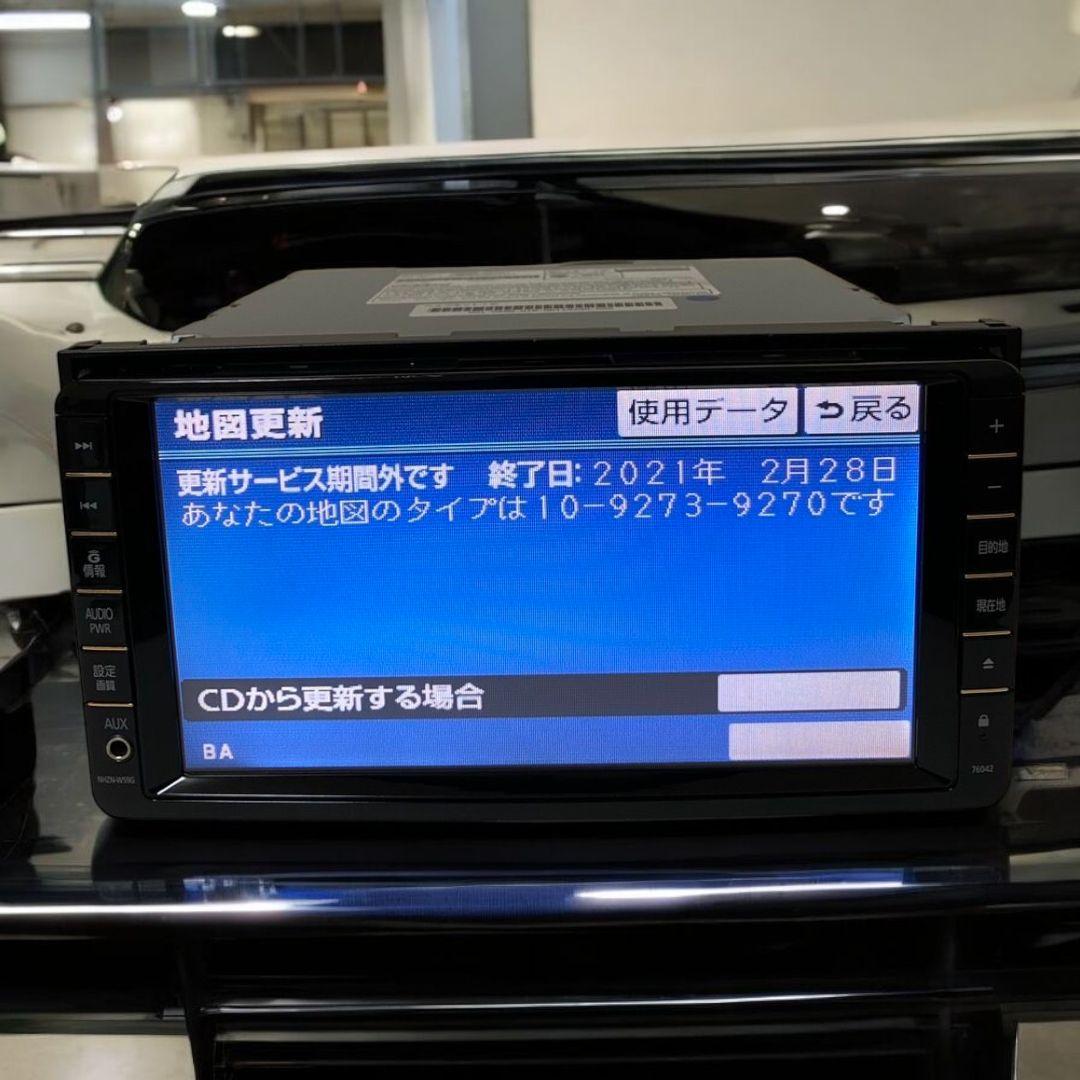 地図更新 使用データ 戻る
更新サービス期間外です 終了日:2021年 2月28日
あなたの地図のタイプは10-9273-9270です
CDから更新する場合
BA
G
情報
AUDIO
PWR
設定
画質
AUX
NHZN-W59G
+
-
目的地
現在地
76042